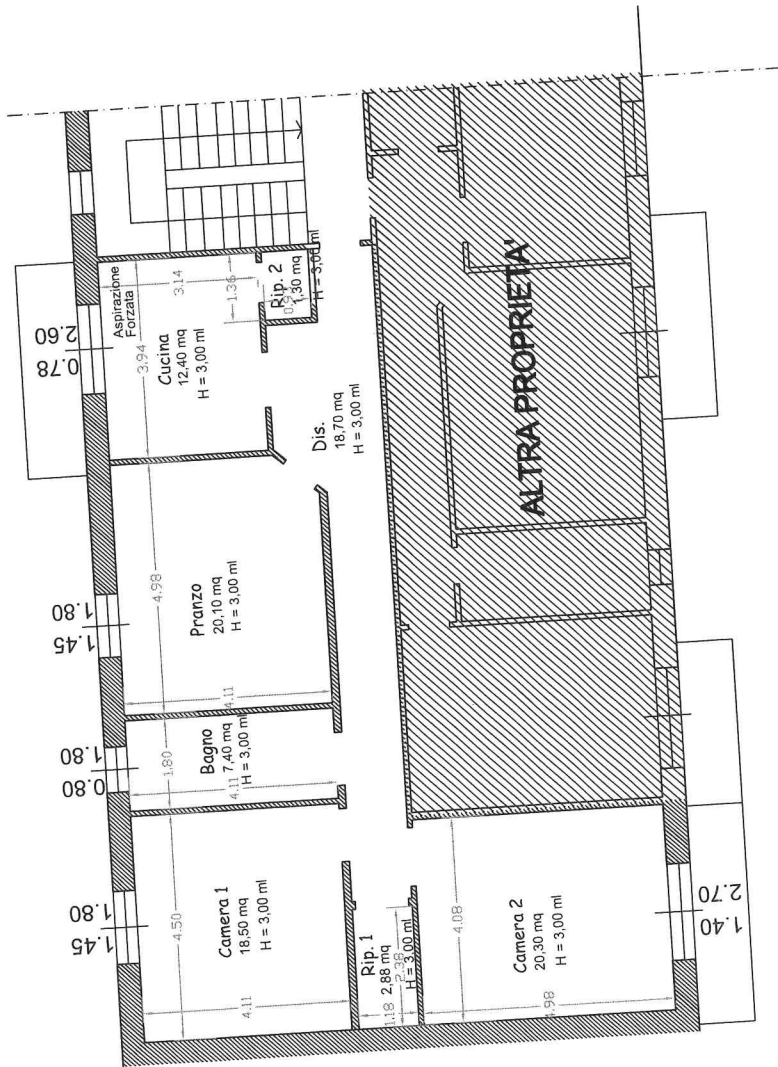 2.60
0.78
Aspirazione
Forzata
3.14
3.94
Cucina
12,40 mq
H = 3,00 ml
1.36
Rip. 2
1,30 mq
H = 3,00 ml
Dis.
18,70 mq
H = 3,00 ml
ALTRA PROPRIETA'
1.80
1.45
4.98
Pranzo
20,10 mq
H = 3,00 ml
4.11
1.80
0.80
1.80
Bagno
7,40 mq
H = 3,00 ml
4.11
1.80
1.45
4.50
Camera 1
18,50 mq
H = 3,00 ml
4.11
Rip. 1
2,88 mq
H = 3,00 ml
2.38
1.18
4.08
Camera 2
20,30 mq
H = 3,00 ml
4.98
2.70
1.40